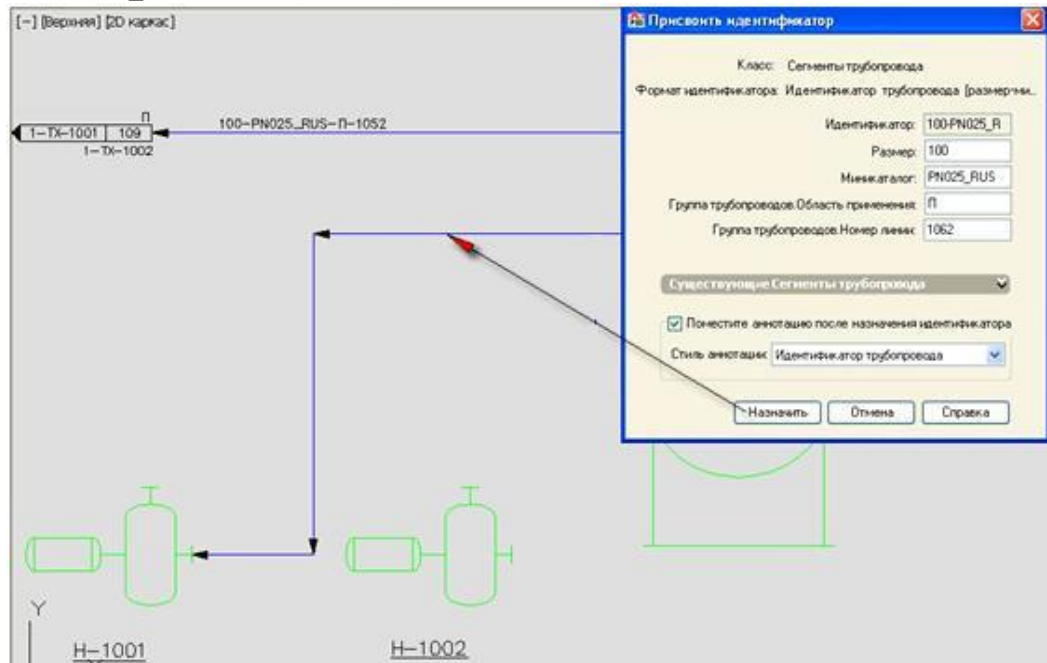 [-] [Верхняя] [2D каркас]
П
1-TX-1001 109
1-TX-1002
100-PN025_RUS-П-1052
Присвоить идентификатор
Класс: Сегменты трубопровода
Формат идентификатора: Идентификатор трубопровода [размер-ми...
Идентификатор: 100-PN025_R
Размер: 100
Миникаталог: PN025_RUS
Группа трубопроводов.Область применения: П
Группа трубопроводов.Номер линии: 1062
Существующие Сегменты трубопровода
Поместите аннотацию после назначения идентификатора
Стиль аннотации: Идентификатор трубопровода
Назначить Отмена Справка
Y
Н-1001
Н-1002